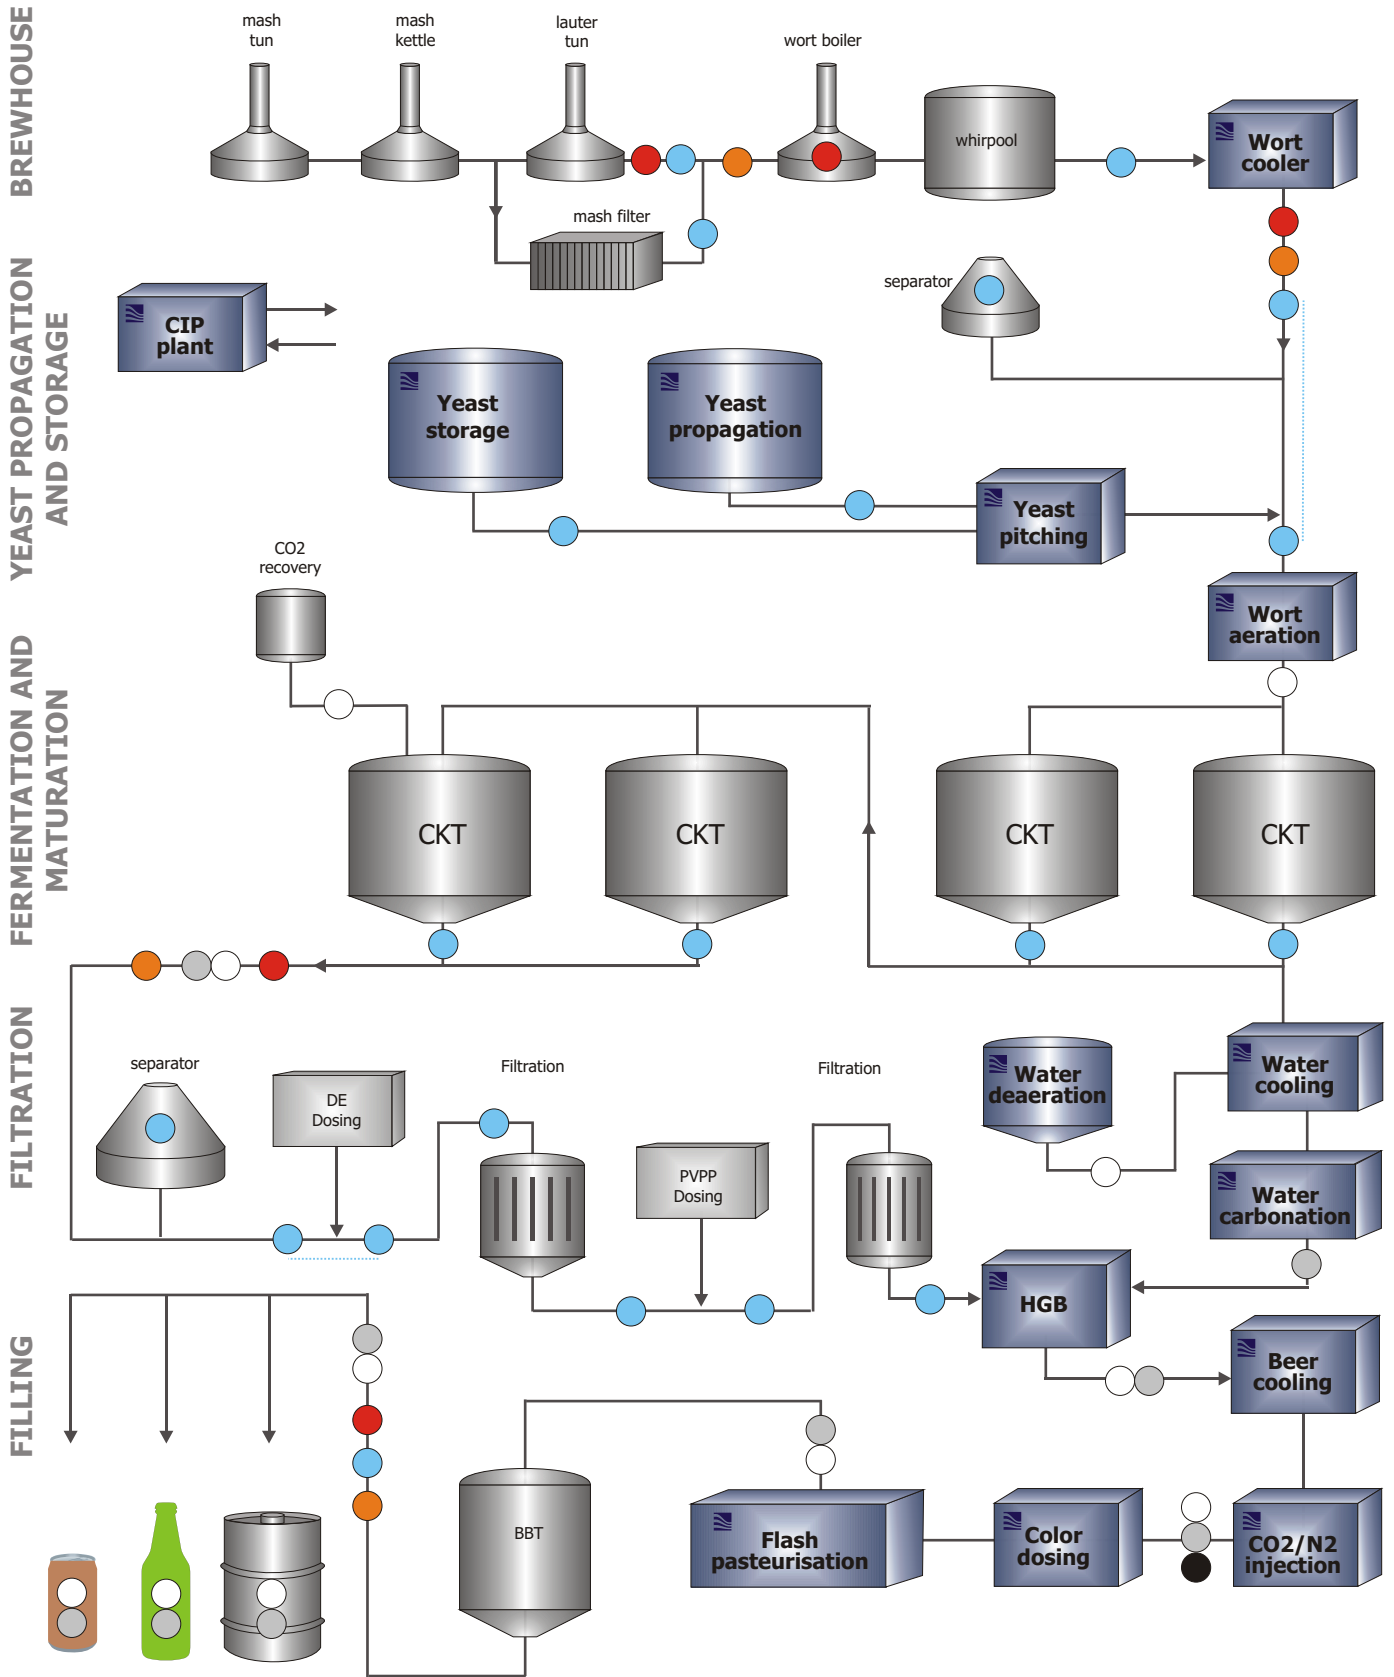 BREWHOUSE
mash
tun
mash
kettle
lauter
tun
wort boiler
whirpool
Wort
cooler
mash filter
YEAST PROPAGATION
AND STORAGE
CIP
plant
separator
Yeast
storage
Yeast
propagation
Yeast
pitching
CO2
recovery
Wort
aeration
FERMENTATION AND
MATURATION
CKT
CKT
CKT
CKT
FILTRATION
separator
DE
Dosing
Filtration
PVPP
Dosing
Filtration
Water
deaeration
Water
cooling
Water
carbonation
HGB
FILLING
Beer
cooling
BBT
Flash
pasteurisation
Color
dosing
CO2/N2
injection